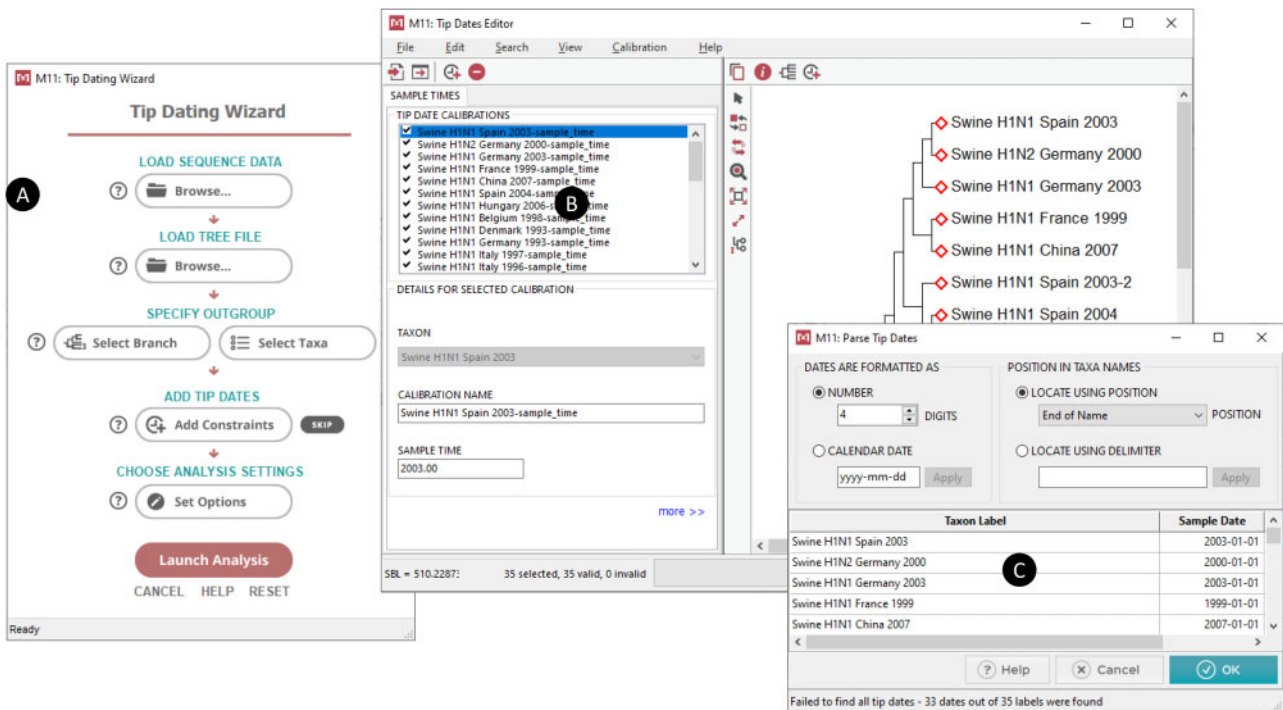 M11: Tip Dating Wizard
Tip Dating Wizard
LOAD SEQUENCE DATA
? Browse...
LOAD TREE FILE
? Browse...
SPECIFY OUTGROUP
? Select Branch Select Taxa
ADD TIP DATES
? Add Constraints SKIP
CHOOSE ANALYSIS SETTINGS
? Set Options
Launch Analysis
CANCEL HELP RESET
Ready
A
M11: Tip Dates Editor
File Edit Search View Calibration Help
SAMPLE TIMES
TIP DATE CALIBRATIONS
Swine H1N1 Spain 2003-sample_time
Swine H1N2 Germany 2000-sample_time
Swine H1N1 Germany 2003-sample_time
Swine H1N1 France 1999-sample_time
Swine H1N1 China 2007-sample_time
Swine H1N1 Spain 2004-sample_time
Swine H1N1 Hungary 2006-sample_time
Swine H1N1 Belgium 1998-sample_time
Swine H1N1 Denmark 1993-sample_time
Swine H1N1 Germany 1993-sample_time
Swine H1N1 Italy 1997-sample_time
Swine H1N1 Italy 1996-sample_time
B
DETAILS FOR SELECTED CALIBRATION
TAXON
Swine H1N1 Spain 2003
CALIBRATION NAME
Swine H1N1 Spain 2003-sample_time
SAMPLE TIME
2003.00
more >>
SBL = 510.2287 35 selected, 35 valid, 0 invalid
Swine H1N1 Spain 2003
Swine H1N2 Germany 2000
Swine H1N1 Germany 2003
Swine H1N1 France 1999
Swine H1N1 China 2007
Swine H1N1 Spain 2003-2
Swine H1N1 Spain 2004
M11: Parse Tip Dates
DATES ARE FORMATTED AS
NUMBER
4 DIGITS
CALENDAR DATE
yyyy-mm-dd Apply
POSITION IN TAXA NAMES
LOCATE USING POSITION
End of Name POSITION
LOCATE USING DELIMITER
Apply
Taxon Label Sample Date
Swine H1N1 Spain 2003 2003-01-01
Swine H1N2 Germany 2000 2000-01-01
Swine H1N1 Germany 2003 2003-01-01
Swine H1N1 France 1999 1999-01-01
Swine H1N1 China 2007 2007-01-01
C
? Help Cancel OK
Failed to find all tip dates - 33 dates out of 35 labels were found